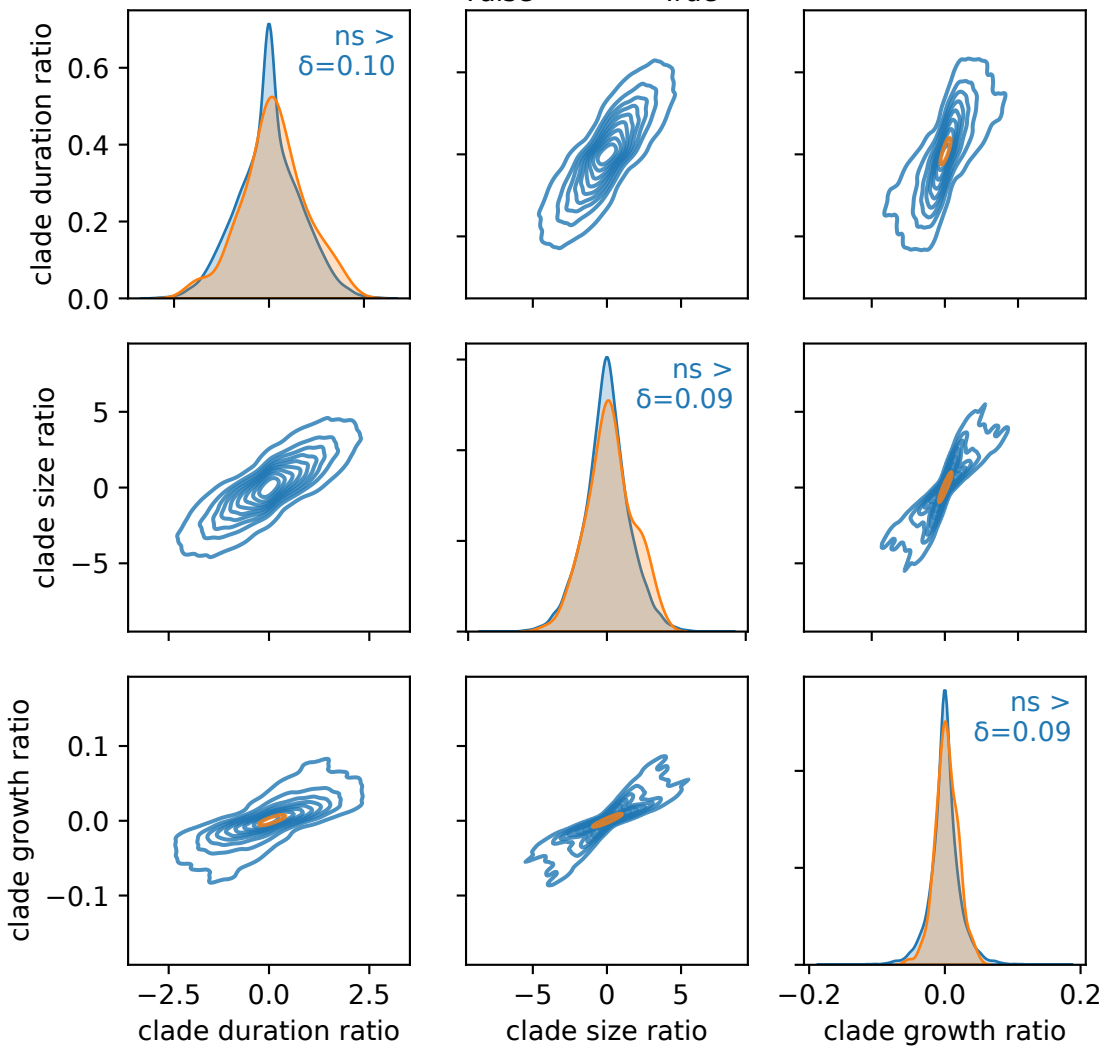 clade duration ratio
0.6
0.4
0.2
0.0
ns >
δ=0.10
clade size ratio
5
0
−5
ns >
δ=0.09
clade growth ratio
0.1
0.0
−0.1
ns >
δ=0.09
−2.5 0.0 2.5
−5 0 5
−0.2 0.0 0.2
clade duration ratio
clade size ratio
clade growth ratio